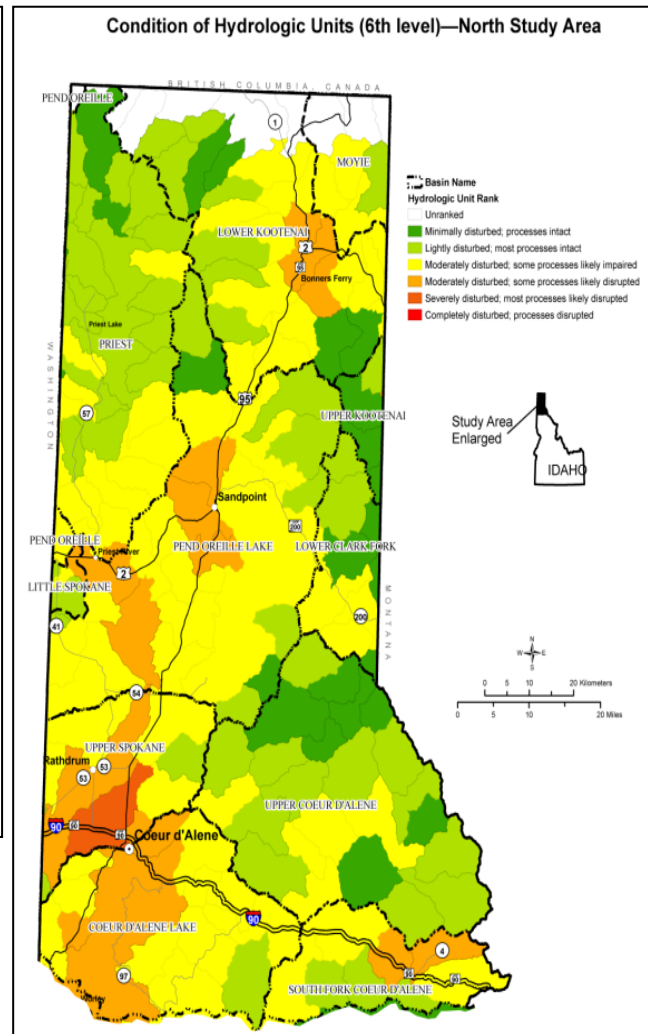 Condition of Hydrologic Units (6th level)—North Study Area
BRITISH COLUMBIA, CANADA
PEND OREILLE
1
MOYIE
Basin Name
Hydrologic Unit Rank
Unranked
Minimally disturbed; processes intact
Lightly disturbed; most processes intact
Moderately disturbed; some processes likely impaired
Moderately disturbed; some processes likely disrupted
Severely disturbed; most processes likely disrupted
Completely disturbed; processes disrupted
LOWER KOOTENAI
2
95
Bonners Ferry
Priest Lake
PRIEST
WASHINGTON
57
95
UPPER KOOTENAI
Study Area
Enlarged
IDAHO
Sandpoint
200
PEND OREILLE
Priest River
PEND OREILLE LAKE
LOWER CLARK FORK
2
LITTLE SPOKANE
MONTANA
41
200
N
W
E
S
0 5 10 20 Kilometers
0 5 10 20 Miles
54
UPPER SPOKANE
Rathdrum
53
53
UPPER COEUR D'ALENE
90
90
90
Coeur d'Alene
90
COEUR D'ALENE LAKE
4
97
90
90
SOUTH FORK COEUR D'ALENE